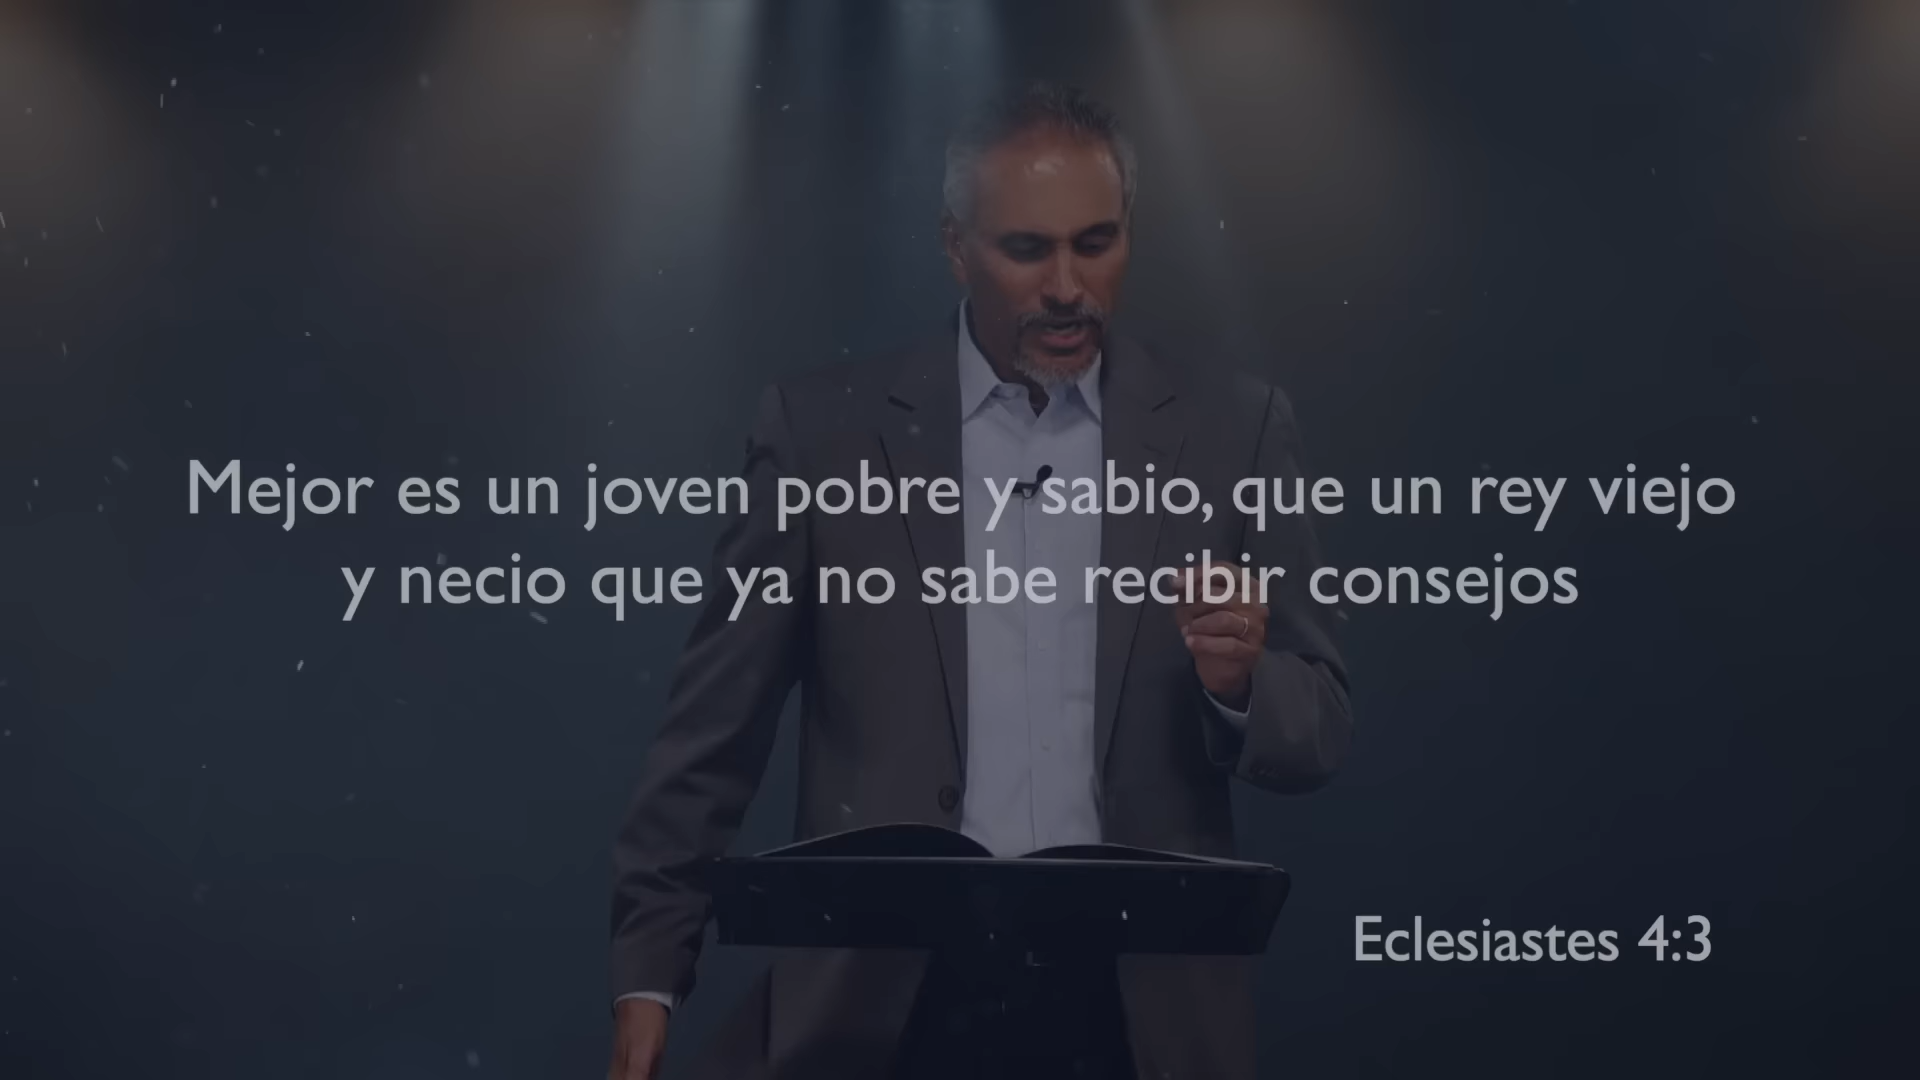 Mejor es un joven pobre y sabio, que un rey viejo
y necio que ya no sabe recibir consejos
Eclesiastes 4:3